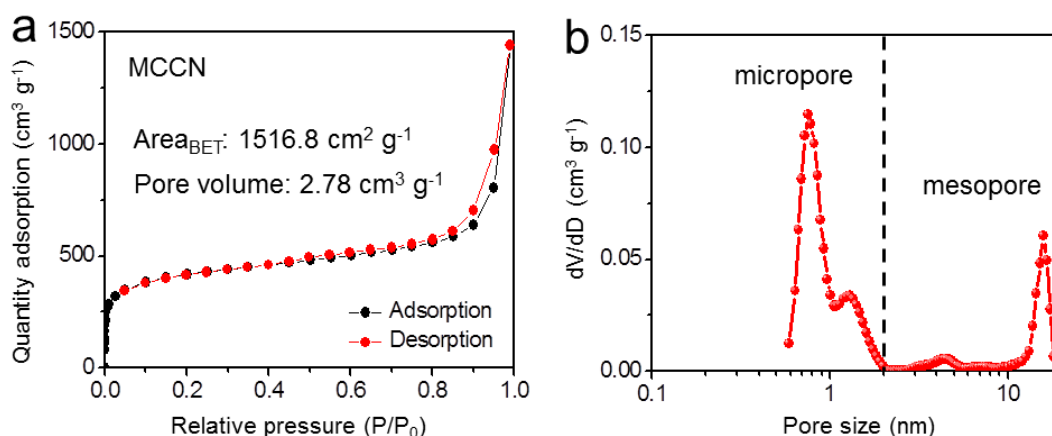 a
MCCN
Area_BET: 1516.8 cm² g⁻¹
Pore volume: 2.78 cm³ g⁻¹
Adsorption
Desorption
Quantity adsorption (cm³ g⁻¹)
1500
1000
500
0
0.0
0.2
0.4
0.6
0.8
1.0
Relative pressure (P/P₀)
b
micropore
mesopore
dV/dD (cm³ g⁻¹)
0.15
0.10
0.05
0.00
0.1
1
10
Pore size (nm)